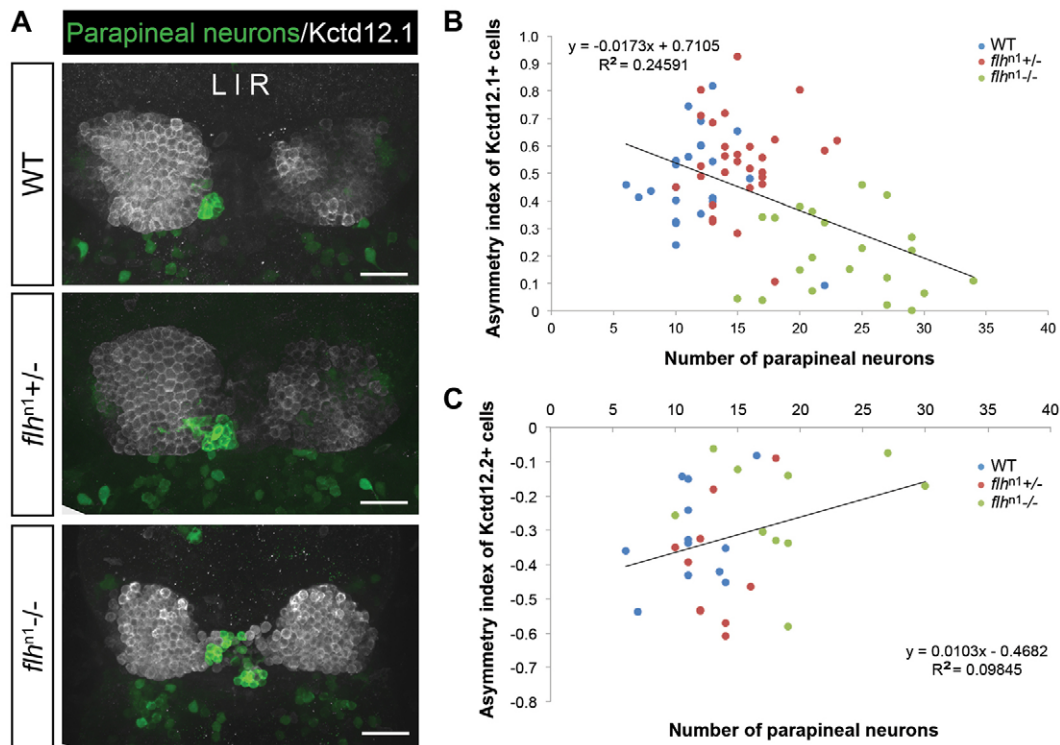 A
Parapineal neurons/Kctd12.1
L | R
WT
flhn1+/-
flhn1-/-
B
y = -0.0173x + 0.7105
R² = 0.24591
WT
flhn1+/-
flhn1-/-
Asymmetry index of Kctd12.1+ cells
1.0
0.9
0.8
0.7
0.6
0.5
0.4
0.3
0.2
0.1
0
0 5 10 15 20 25 30 35 40
Number of parapineal neurons
C
0 5 10 15 20 25 30 35 40
WT
flhn1+/-
flhn1-/-
Asymmetry index of Kctd12.2+ cells
0
-0.1
-0.2
-0.3
-0.4
-0.5
-0.6
-0.7
-0.8
y = 0.0103x - 0.4682
R² = 0.09845
Number of parapineal neurons